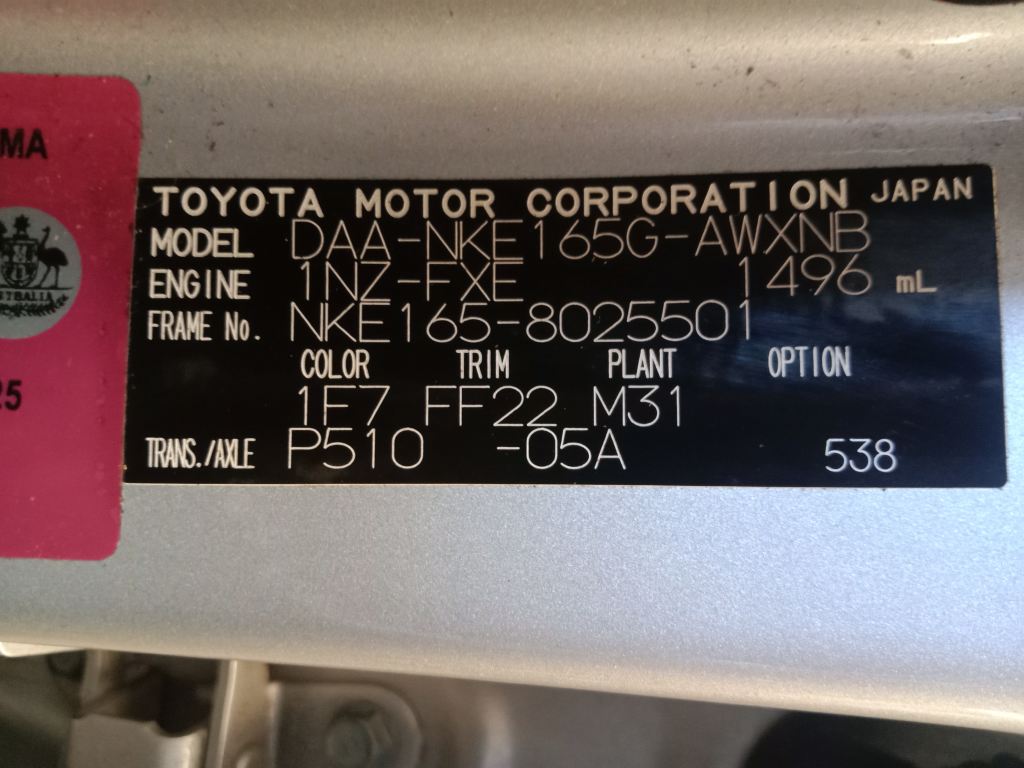 MA
TOYOTA MOTOR CORPORATION JAPAN
MODEL DAA-NKE165G-AWXNB
ENGINE 1NZ-FXE 1496 mL
FRAME No. NKE165-8025501
COLOR TRIM PLANT OPTION
1F7 FF22 M31
TRANS./AXLE P510 -05A 538
25